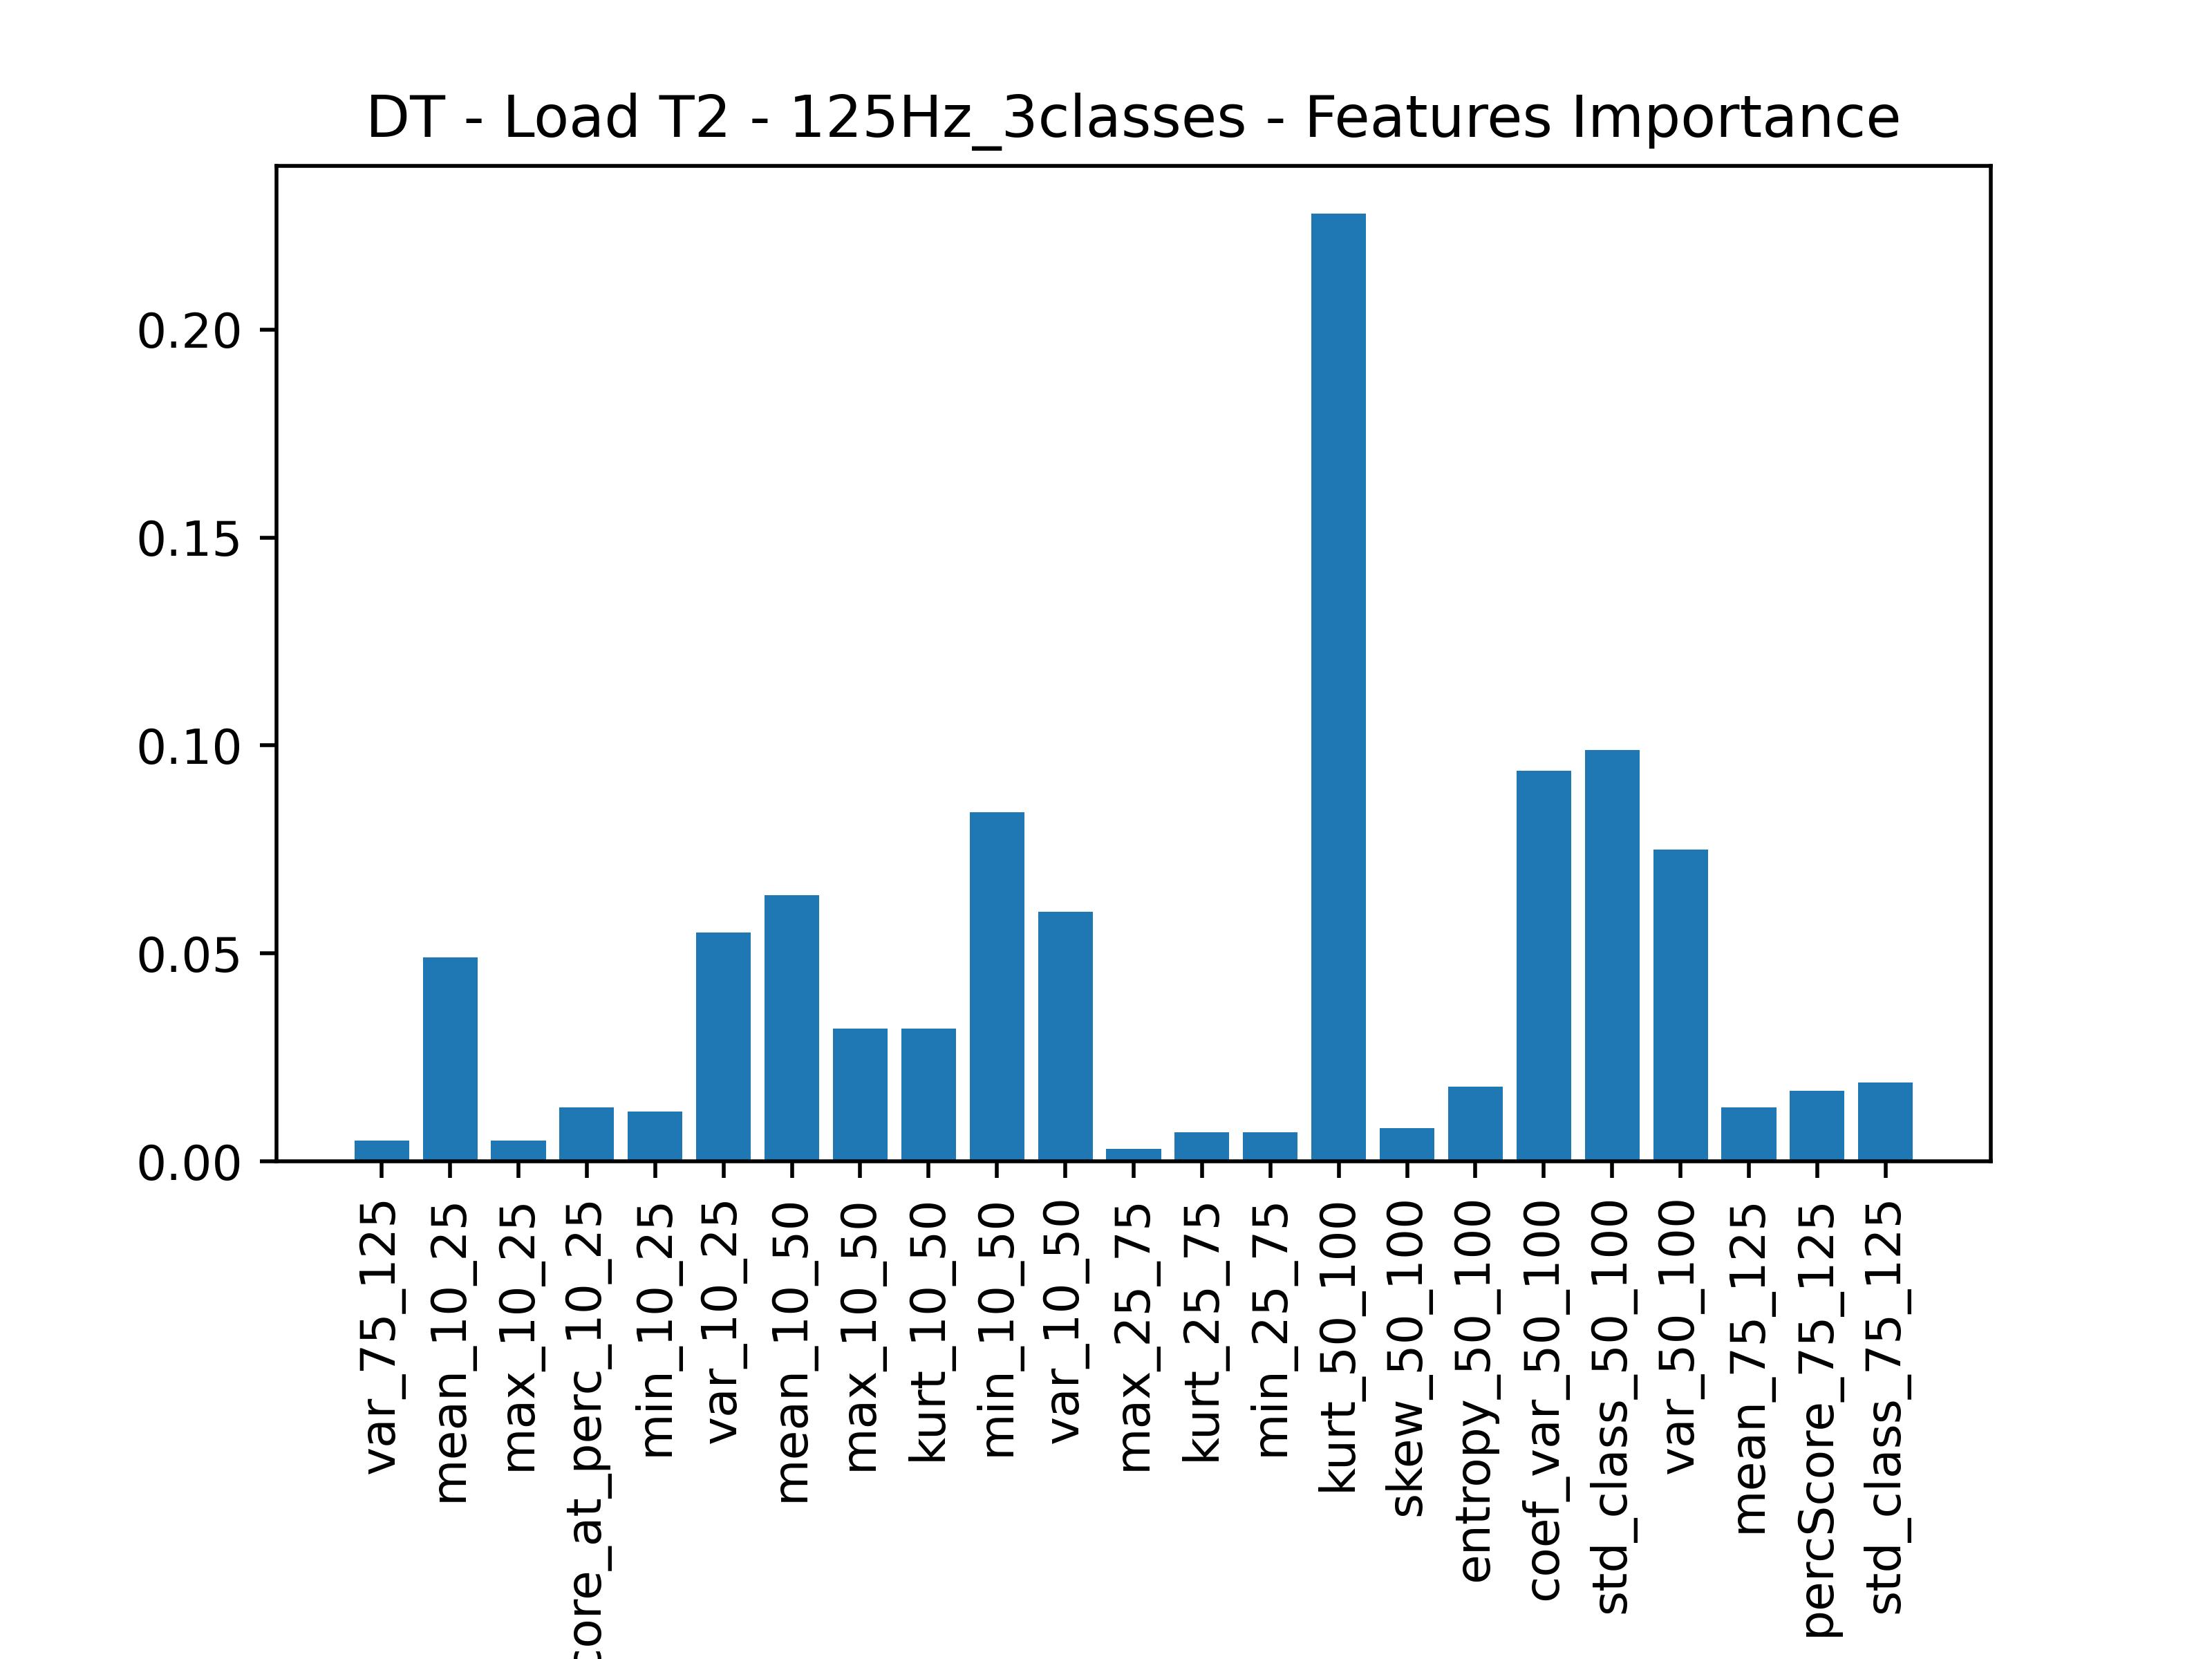 DT - Load T2 - 125Hz_3classes - Features Importance
0.20
0.15
0.10
0.05
0.00
var_75_125
mean_10_25
max_10_25
core_at_perc_10_25
min_10_25
var_10_25
mean_10_50
max_10_50
kurt_10_50
min_10_50
var_10_50
max_25_75
kurt_25_75
min_25_75
kurt_50_100
skew_50_100
entropy_50_100
coef_var_50_100
std_class_50_100
var_50_100
mean_75_125
percScore_75_125
std_class_75_125